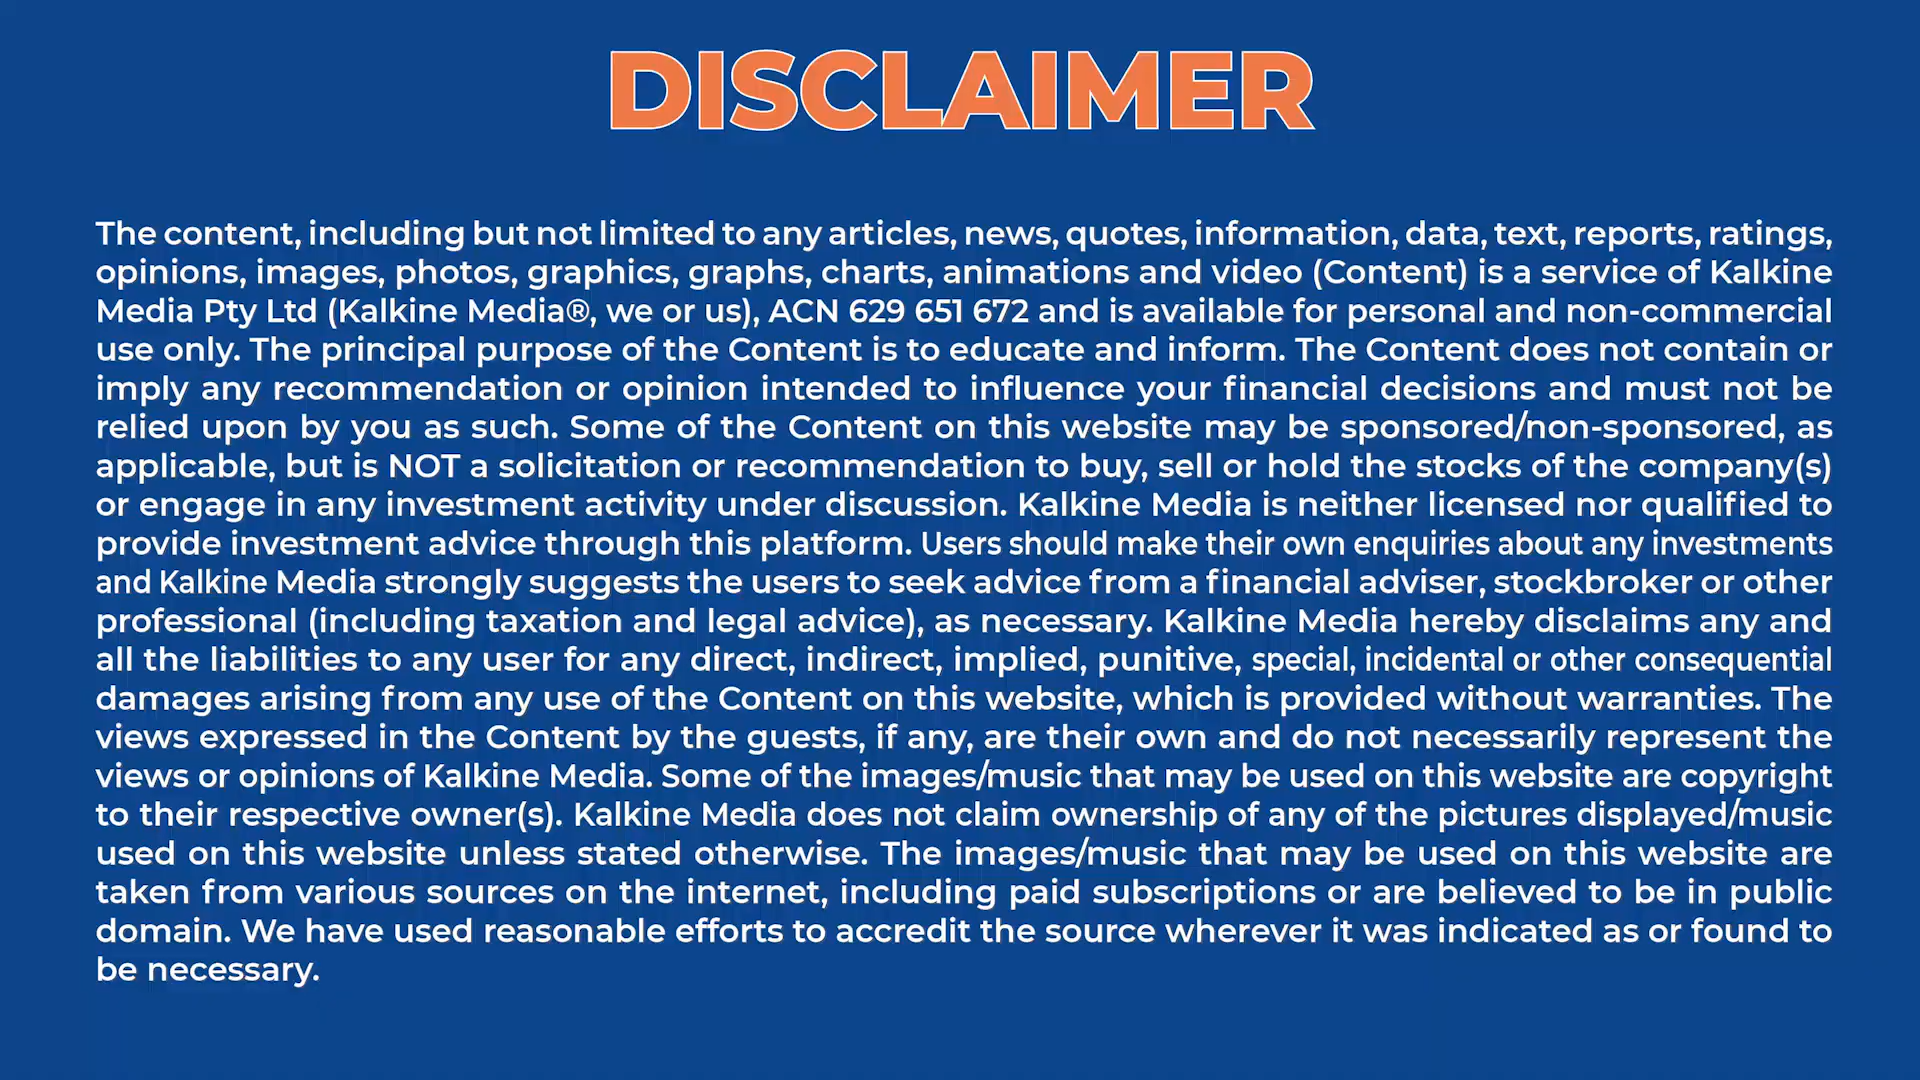 DISCLAIMER
The content, including but not limited to any articles, news, quotes, information, data, text, reports, ratings,
opinions, images, photos, graphics, graphs, charts, animations and video (Content) is a service of Kalkine
Media Pty Ltd (Kalkine Media®, we or us), ACN 629 651 672 and is available for personal and non-commercial
use only. The principal purpose of the Content is to educate and inform. The Content does not contain or
imply any recommendation or opinion intended to influence your financial decisions and must not be
relied upon by you as such. Some of the Content on this website may be sponsored/non-sponsored, as
applicable, but is NOT a solicitation or recommendation to buy, sell or hold the stocks of the company(s)
or engage in any investment activity under discussion. Kalkine Media is neither licensed nor qualified to
provide investment advice through this platform. Users should make their own enquiries about any investments
and Kalkine Media strongly suggests the users to seek advice from a financial adviser, stockbroker or other
professional (including taxation and legal advice), as necessary. Kalkine Media hereby disclaims any and
all the liabilities to any user for any direct, indirect, implied, punitive, special, incidental or other consequential
damages arising from any use of the Content on this website, which is provided without warranties. The
views expressed in the Content by the guests, if any, are their own and do not necessarily represent the
views or opinions of Kalkine Media. Some of the images/music that may be used on this website are copyright
to their respective owner(s). Kalkine Media does not claim ownership of any of the pictures displayed/music
used on this website unless stated otherwise. The images/music that may be used on this website are
taken from various sources on the internet, including paid subscriptions or are believed to be in public
domain. We have used reasonable efforts to accredit the source wherever it was indicated as or found to
be necessary.